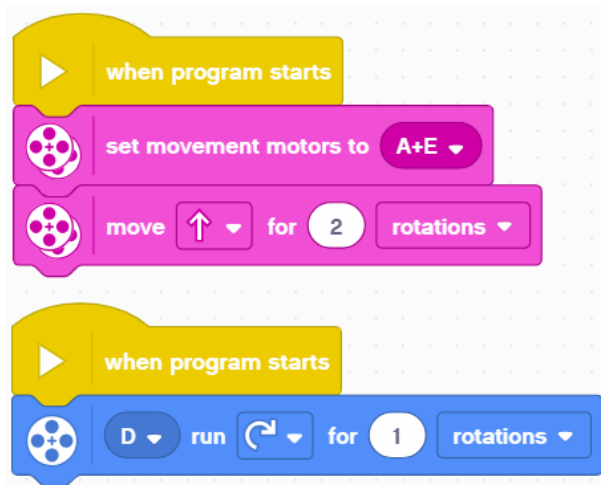 when program starts
set movement motors to A+E
move for 2 rotations
when program starts
D run for 1 rotations